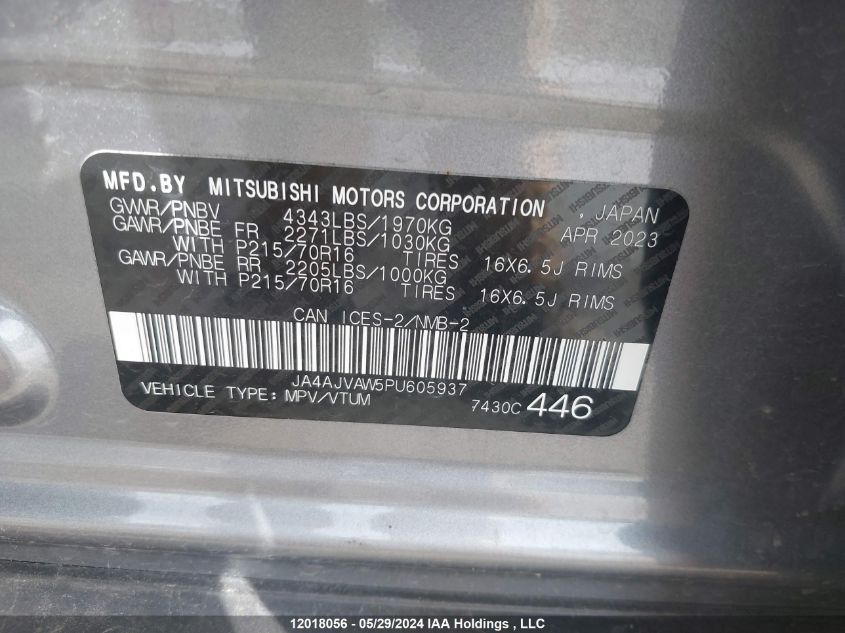 MFD.BY MITSUBISHI MOTORS CORPORATION , JAPAN
GVWR/PNBV 4343LBS/1970KG APR 2023
GAWR/PNBE FR 2271LBS/1030KG
WITH P215/70R16 TIRES 16X6.5J RIMS
GAWR/PNBE RR 2205LBS/1000KG
WITH P215/70R16 TIRES 16X6.5J RIMS
CAN ICES-2/NMB-2
JA4AJVAW5PU605937
VEHICLE TYPE: MPV/VTUM 7430C 446
12018056 - 05/29/2024 IAA Holdings , LLC